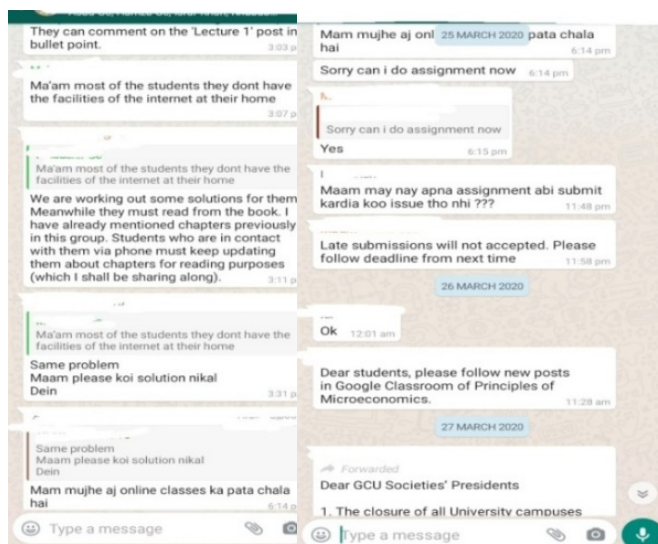 They can comment on the 'Lecture 1' post in
bullet point.
3:03 p
Ma'am most of the students they dont have
the facilities of the internet at their home
3:07 p
Ma'am most of the students they dont have the
facilities of the internet at their home
We are working out some solutions for them
Meanwhile they must read from the book. I
have already mentioned chapters previously
in this group. Students who are in contact
with them via phone must keep updating
them about chapters for reading purposes
(which I shall be sharing along).
3:11 p
Ma'am most of the students they dont have the
facilities of the internet at their home
Same problem
Maam please koi solution nikal
Dein
3:31 p
Same problem
Maam please koi solution nikal
Dein
Mam mujhe aj online classes ka pata chala
hai
6:14 p
Type a message
Mam mujhe aj onl 25 MARCH 2020 pata chala
hai
6:14 pm
Sorry can i do assignment now 6:14 pm
Sorry can i do assignment now
Yes
6:15 pm
Maam may nay apna assignment abi submit
kardia koo issue tho nhi ???
11:48 pm
Late submissions will not accepted. Please
follow deadline from next time
11:58 pm
26 MARCH 2020
Ok 12:01 am
Dear students, please follow new posts
in Google Classroom of Principles of
Microeconomics.
11:28 am
27 MARCH 2020
Forwarded
Dear GCU Societies' Presidents
1. The closure of all University campuses
Type a message